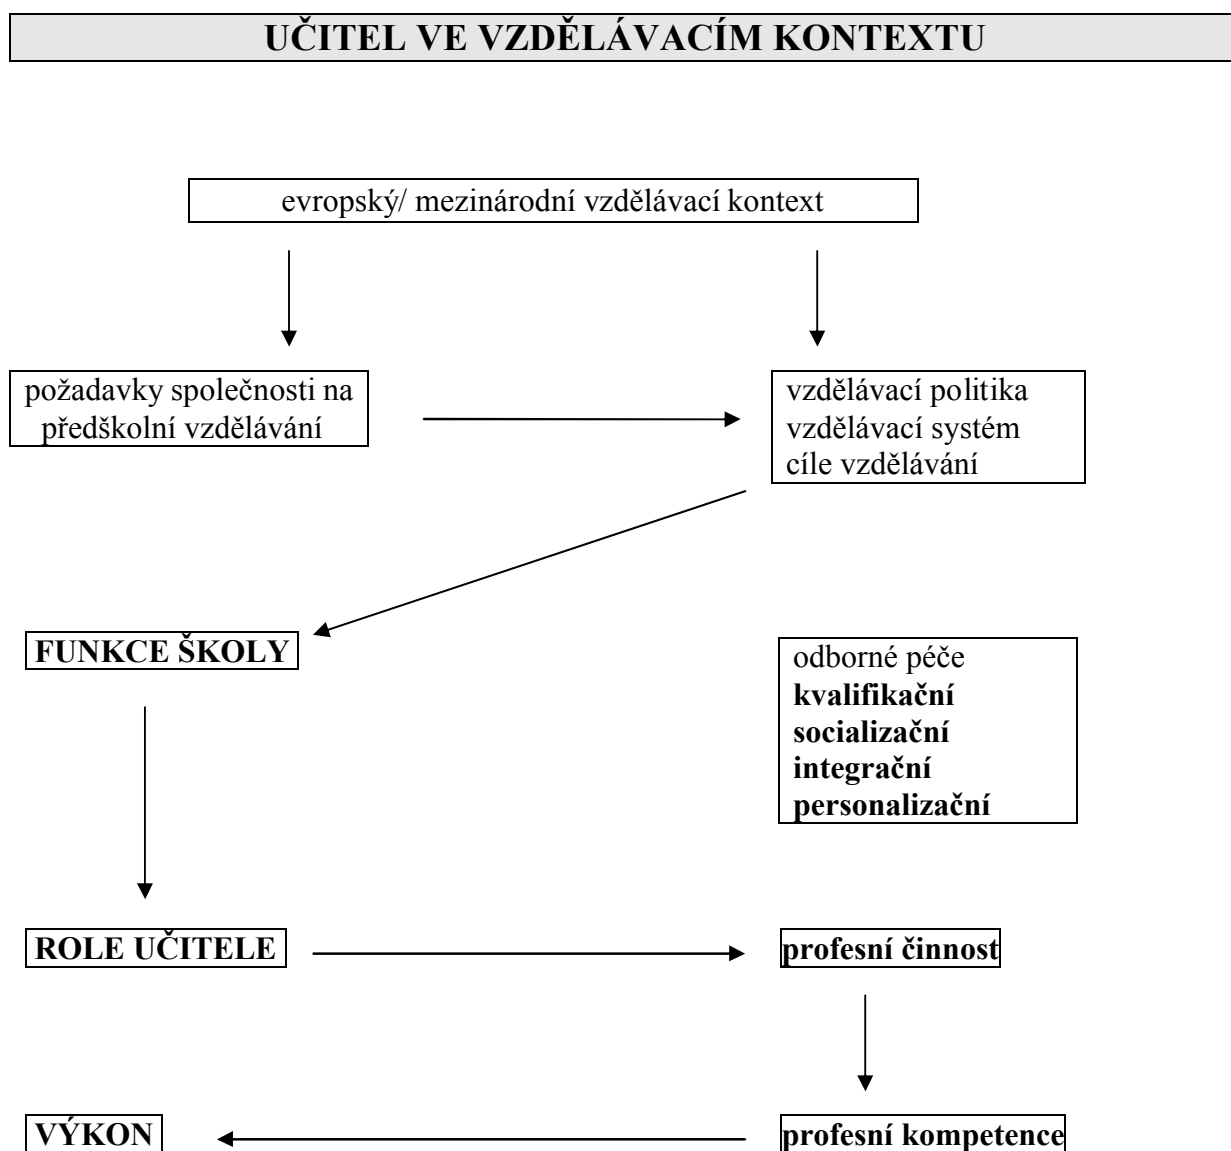 UČITEL VE VZDĚLÁVACÍM KONTEXTU
evropský/ mezinárodní vzdělávací kontext
požadavky společnosti na
předškolní vzdělávání
vzdělávací politika
vzdělávací systém
cíle vzdělávání
FUNKCE ŠKOLY
odborné péče
kvalifikační
socializační
integrační
personalizační
ROLE UČITELE
profesní činnost
VÝKON
profesní kompetence